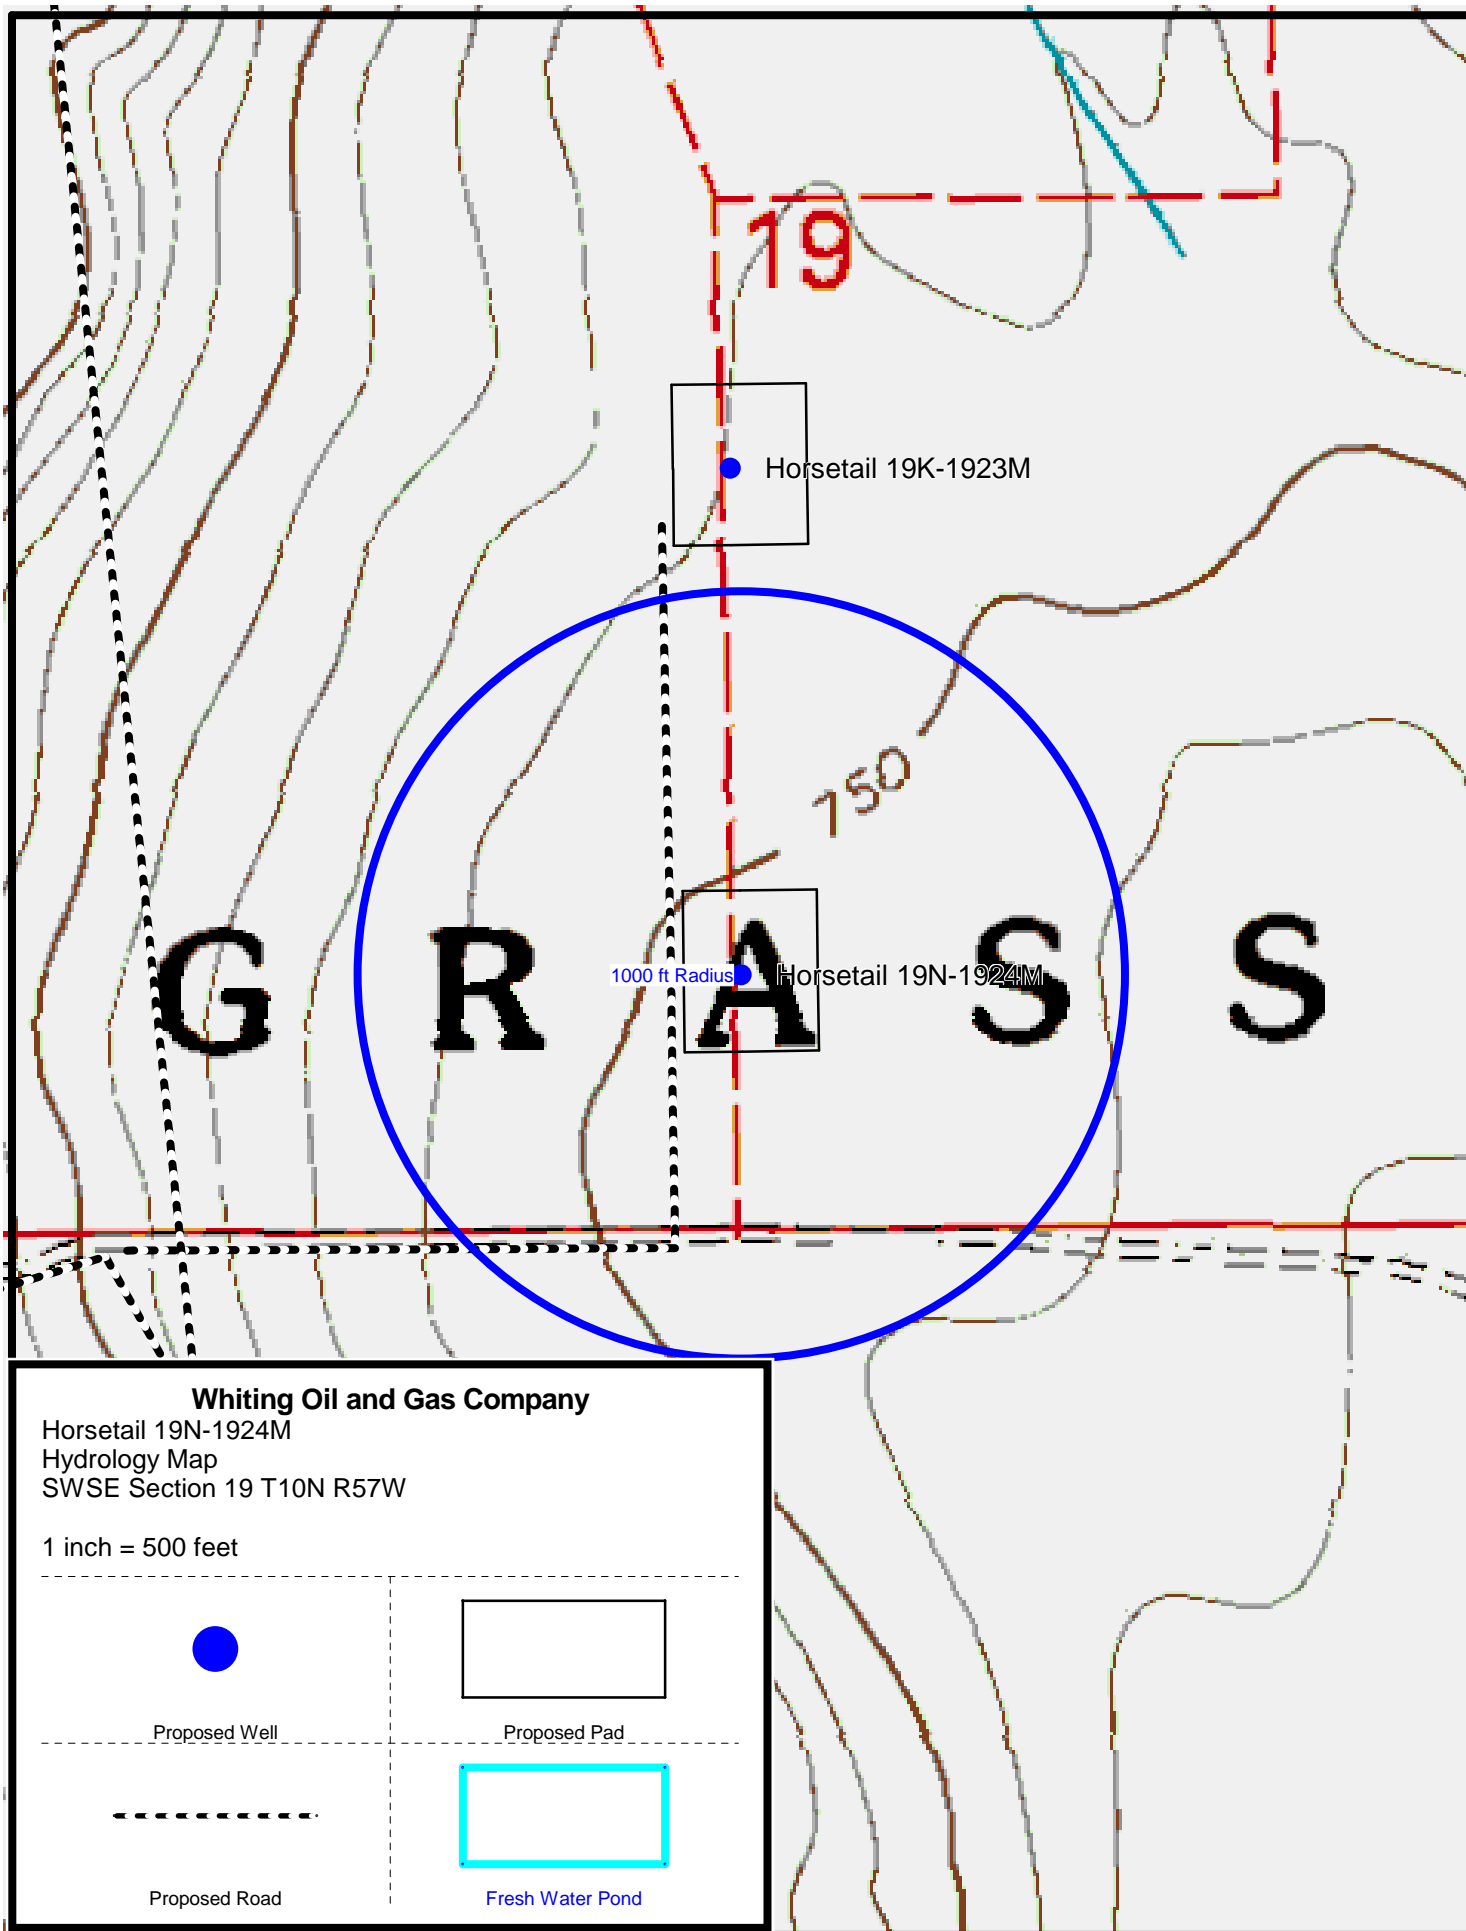 19
Horsetail 19K-1923M
750
GRASS
1000 ft Radius
Horsetail 19N-1924M
Whiting Oil and Gas Company
Horsetail 19N-1924M
Hydrology Map
SWSE Section 19 T10N R57W
1 inch = 500 feet
Proposed Well
Proposed Pad
Proposed Road
Fresh Water Pond